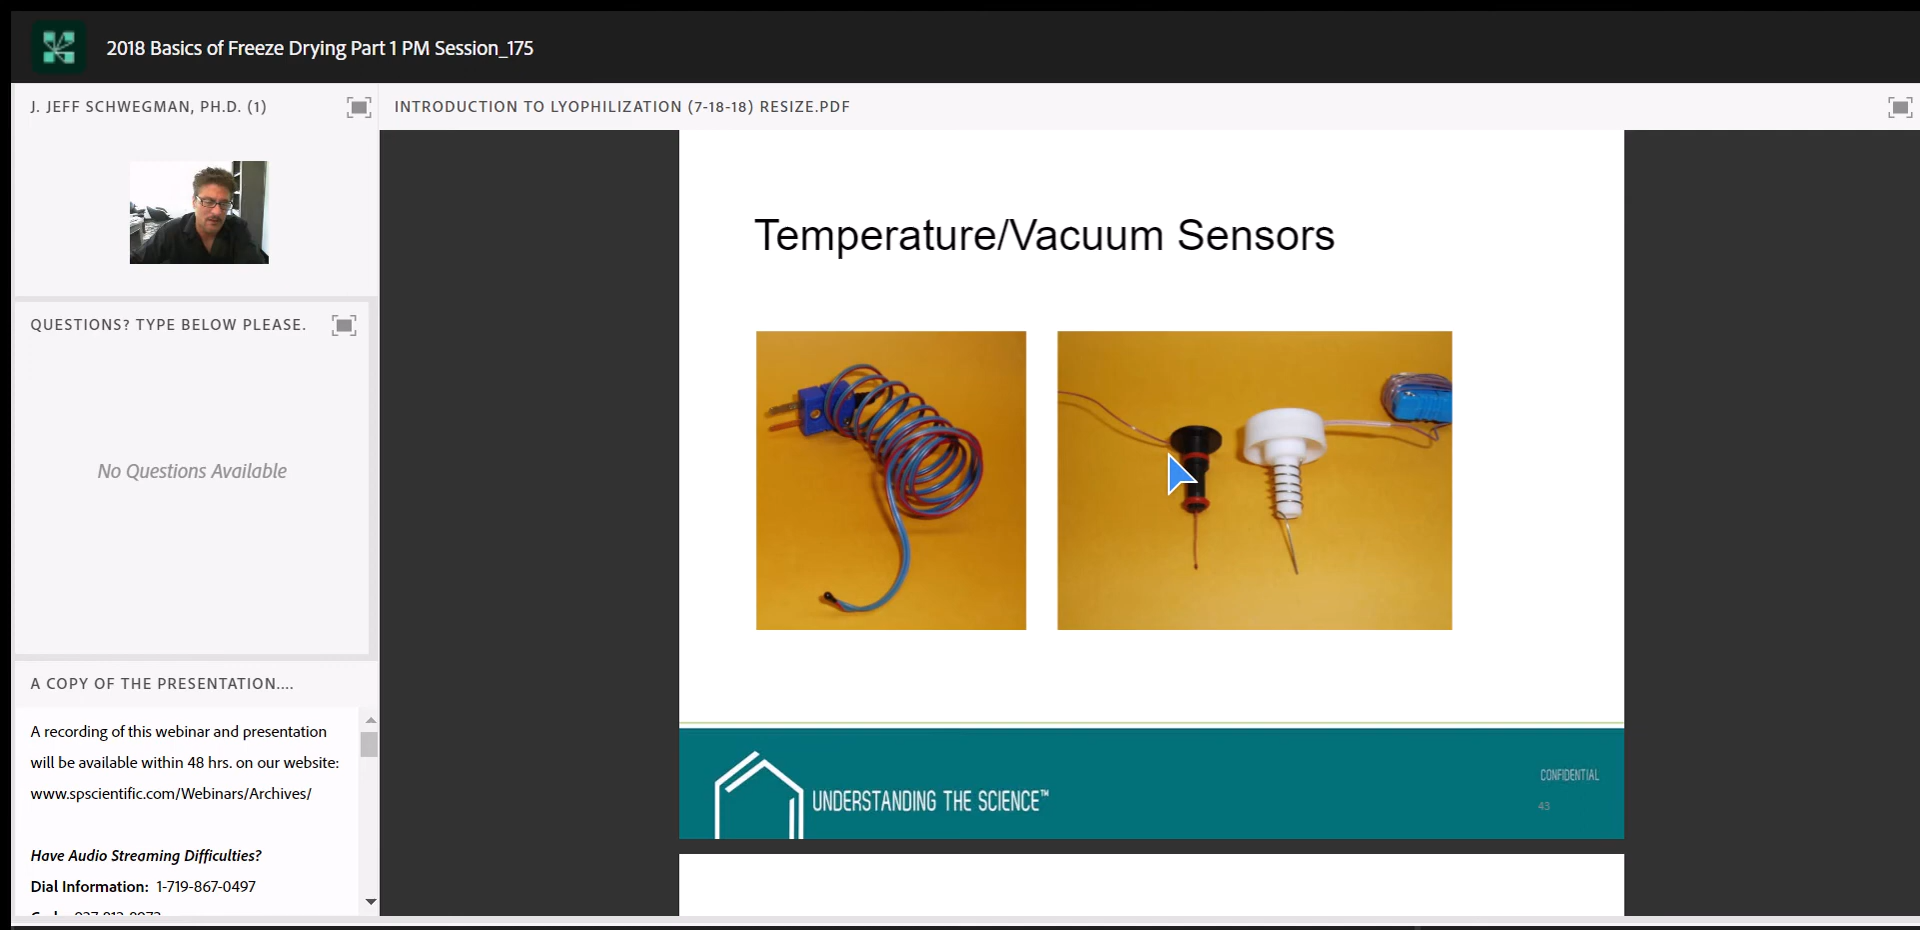 2018 Basics of Freeze Drying Part 1 PM Session_175
J. JEFF SCHWEGMAN, PH.D. (1)
INTRODUCTION TO LYOPHILIZATION (7-18-18) RESIZE.PDF
QUESTIONS? TYPE BELOW PLEASE.
No Questions Available
A COPY OF THE PRESENTATION....
A recording of this webinar and presentation
will be available within 48 hrs. on our website:
www.spscientific.com/Webinars/Archives/
Have Audio Streaming Difficulties?
Dial Information: 1-719-867-0497
Temperature/Vacuum Sensors
UNDERSTANDING THE SCIENCE™
CONFIDENTIAL
43